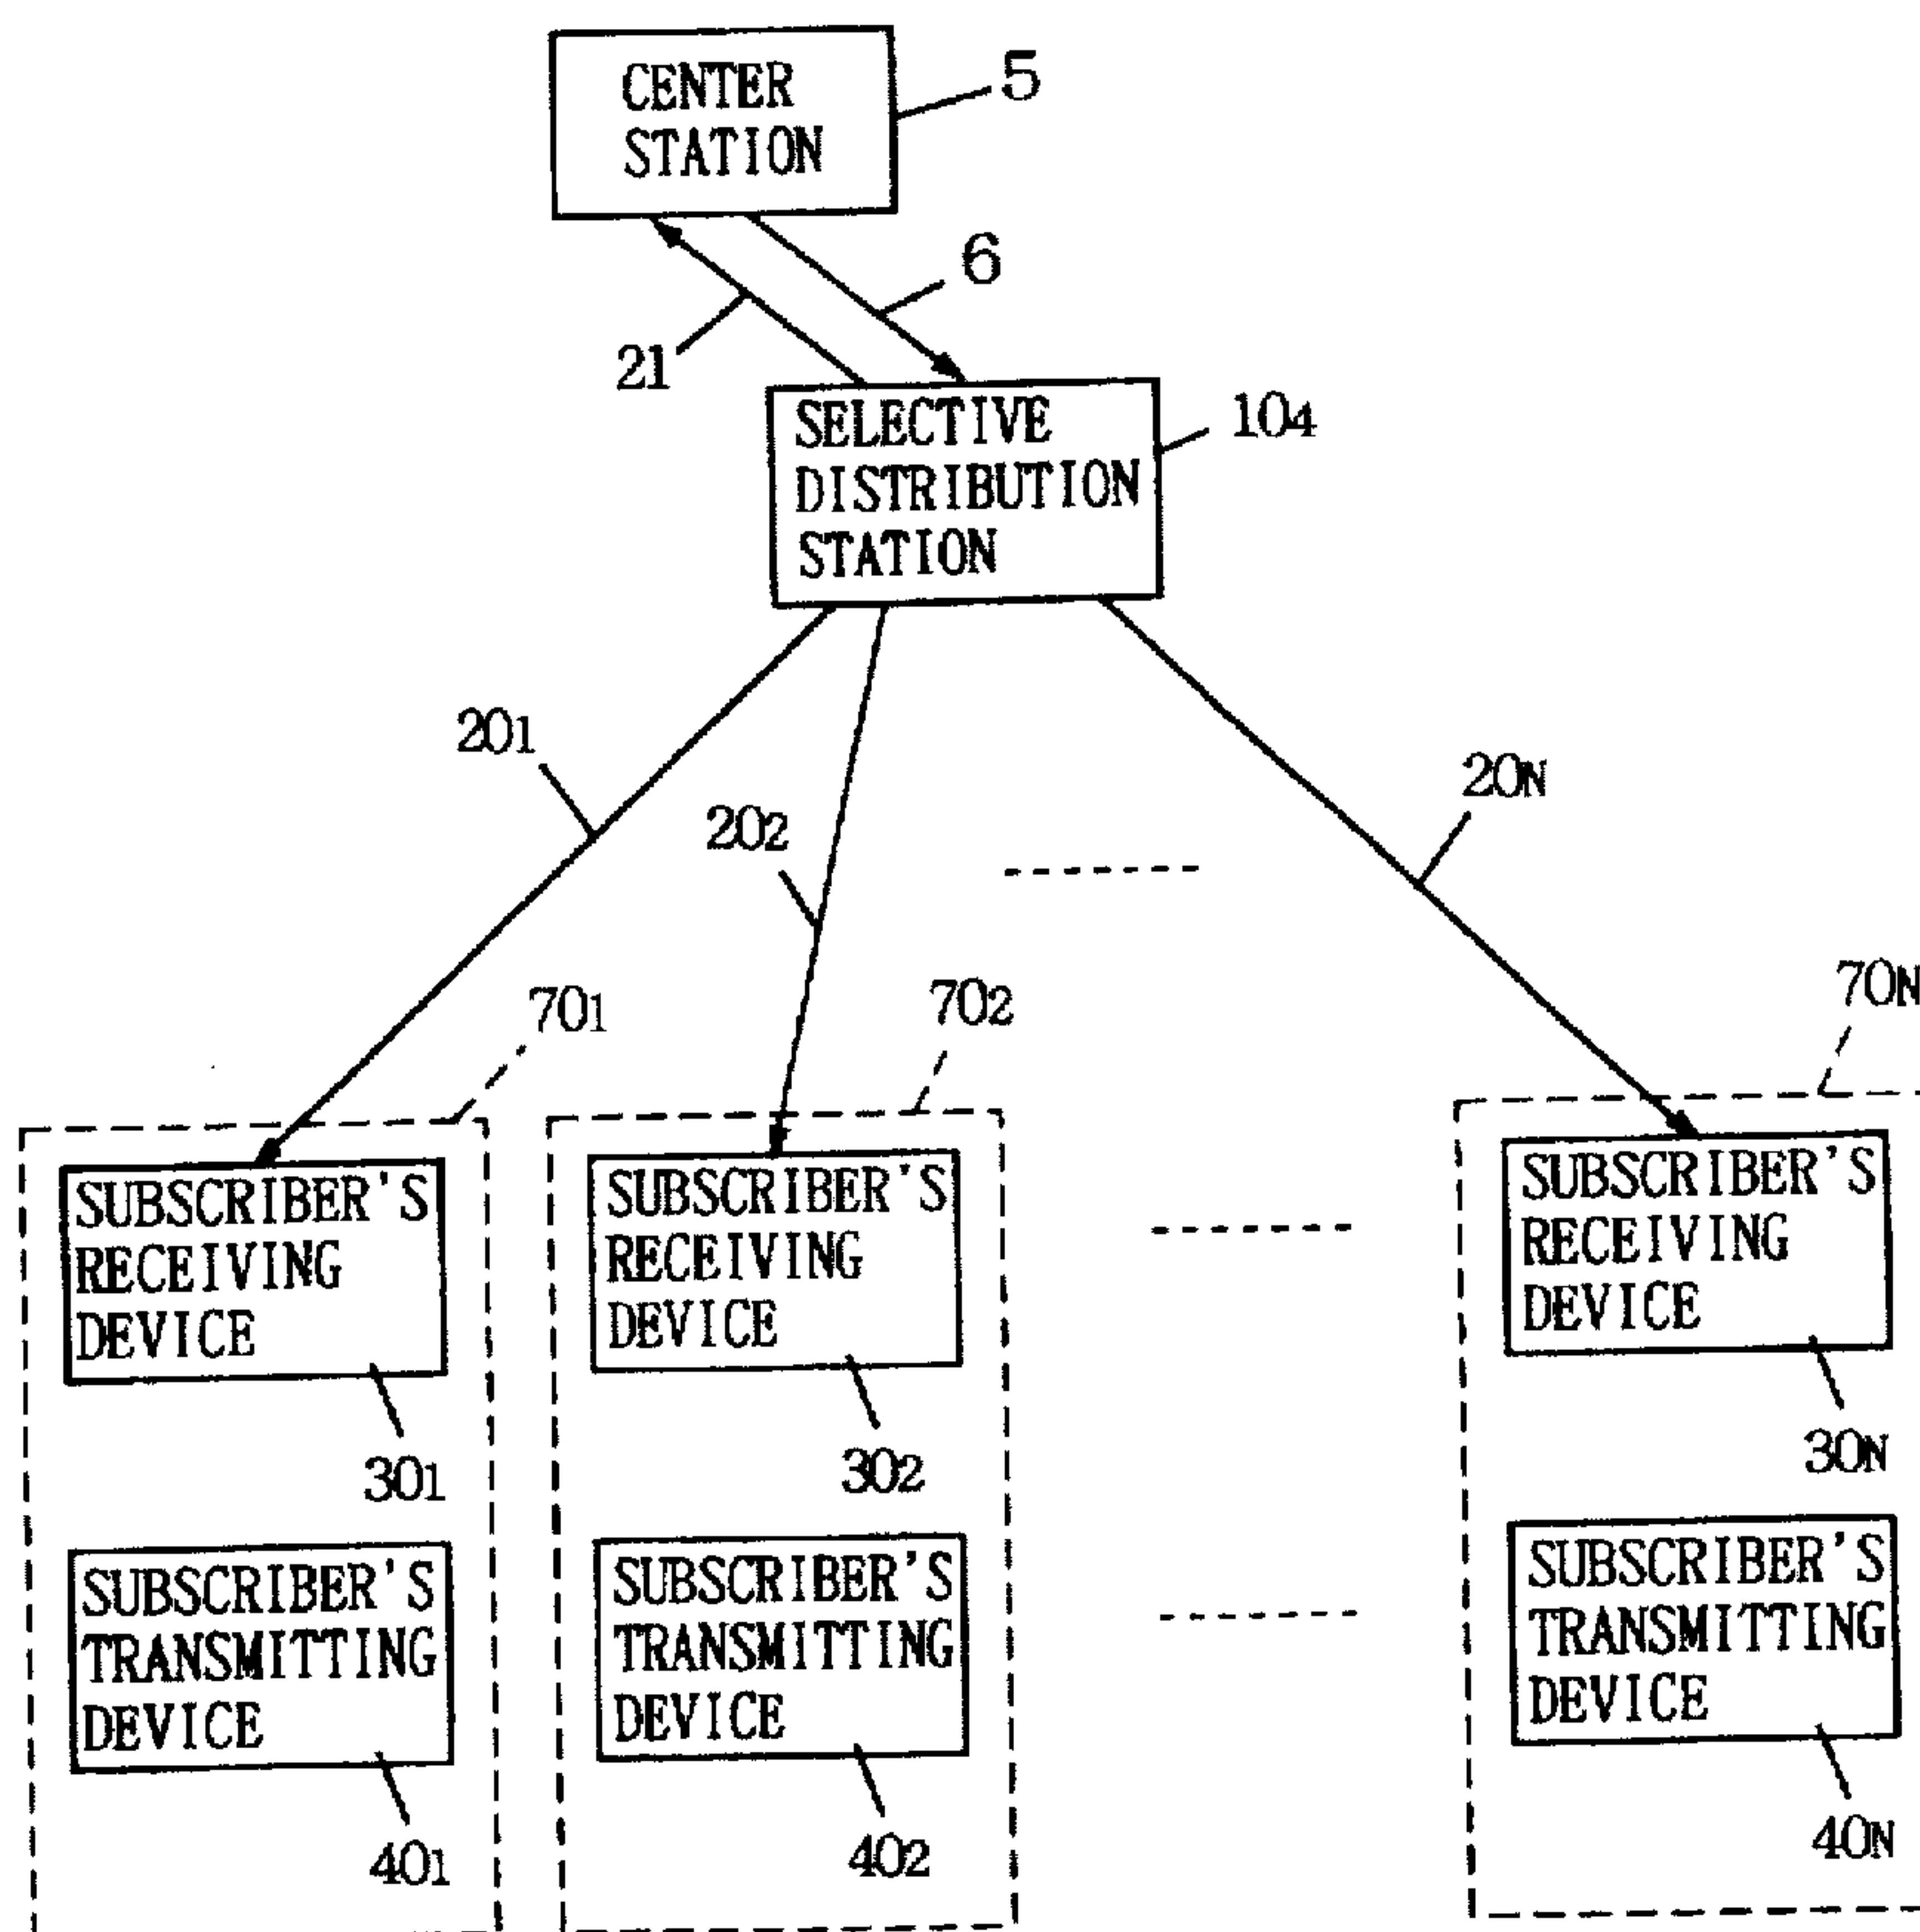 CENTER
STATION
5
6
21
SELECTIVE
DISTRIBUTION
STATION
104
201
202
20N
701
702
70N
SUBSCRIBER'S
RECEIVING
DEVICE
301
SUBSCRIBER'S
RECEIVING
DEVICE
302
SUBSCRIBER'S
RECEIVING
DEVICE
30N
SUBSCRIBER'S
TRANSMITTING
DEVICE
401
SUBSCRIBER'S
TRANSMITTING
DEVICE
402
SUBSCRIBER'S
TRANSMITTING
DEVICE
40N